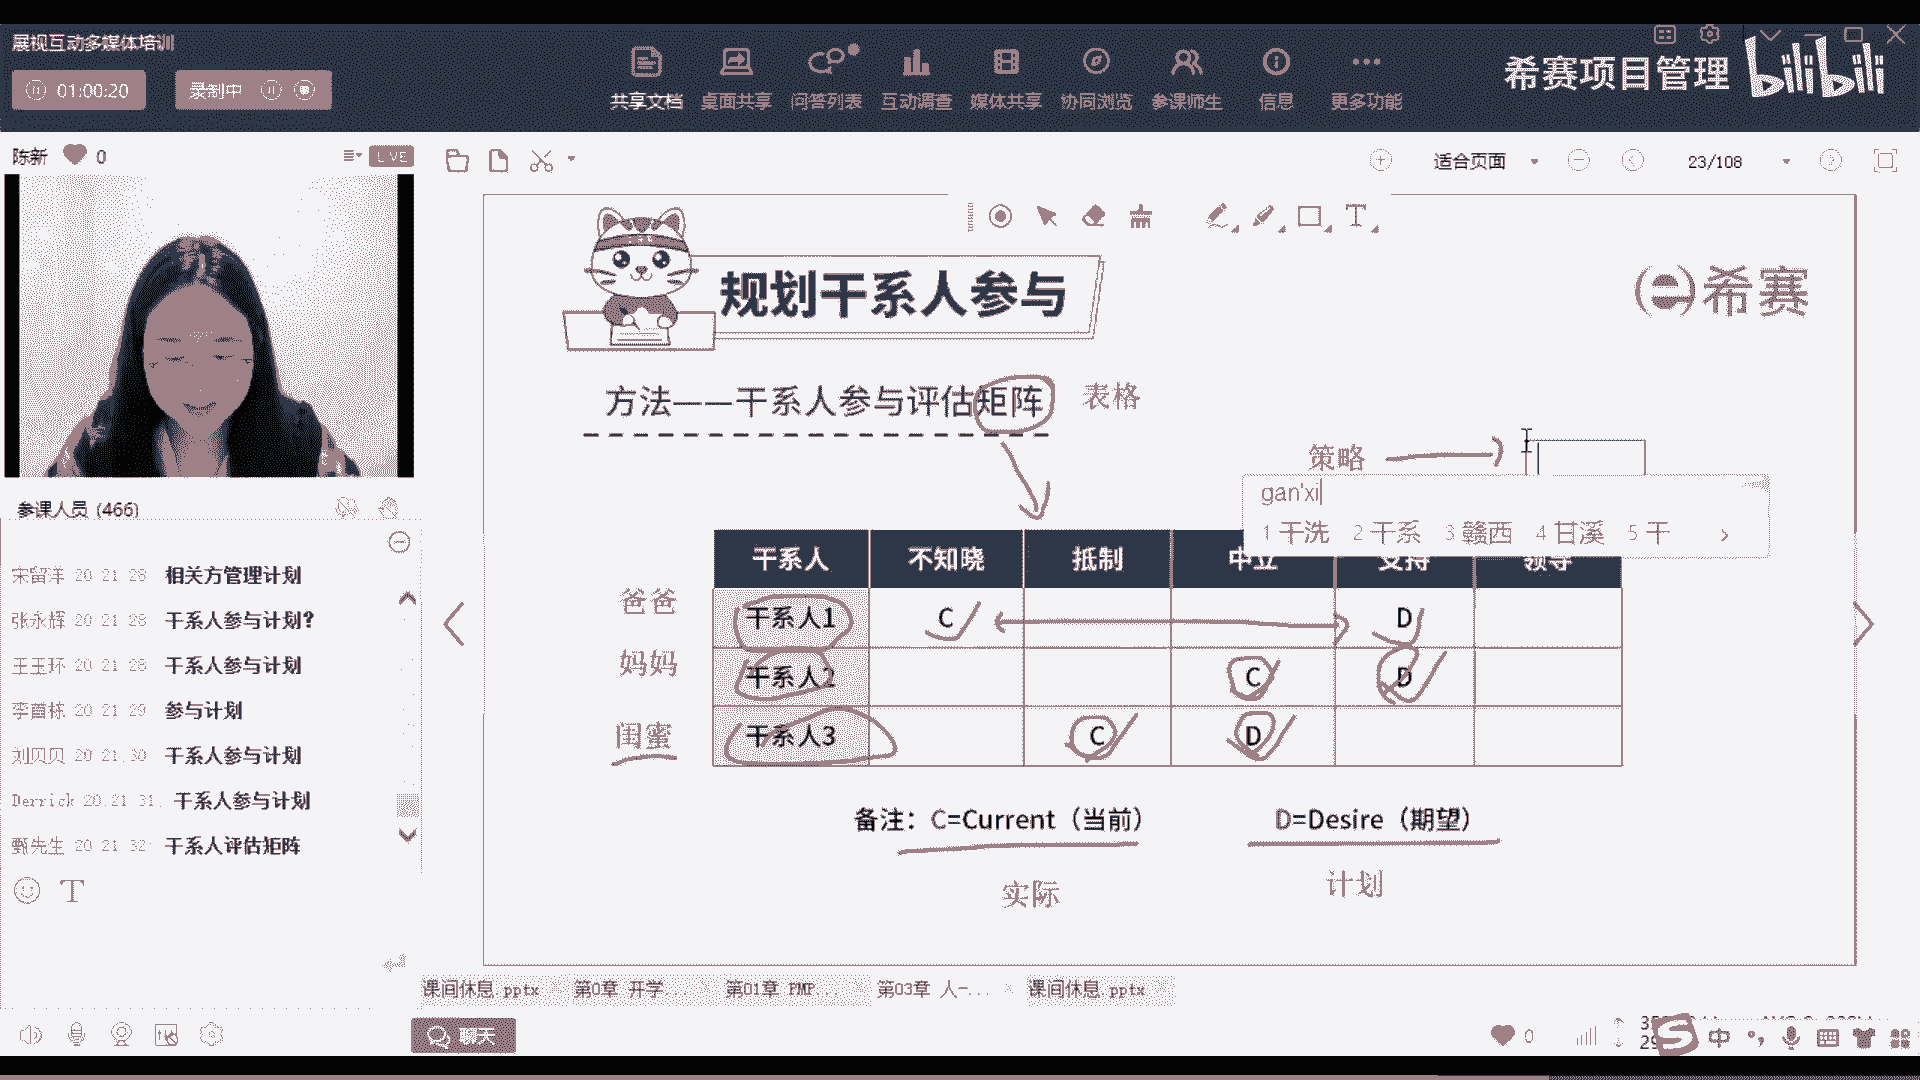 展视互动多媒体培训
01:00:20
录制中
共享文档 桌面共享 问答列表 互动调查 媒体共享 协同浏览 参课师生 信息 更多功能
希赛项目管理 bilibili
陈新 0
LIVE
适合页面
23/108
规划干系人参与
希赛
方法——干系人参与评估矩阵
表格
策略
gan'xi
1 干洗 2 干系 3 赣西 4 甘溪 5 干
干系人 不知晓 抵制 中立 支持 领导
爸爸 干系人1 C D
妈妈 干系人2 C D
闺蜜 干系人3 C D
备注：C=Current（当前） D=Desire（期望）
实际 计划
参课人员 (466)
宋留洋 20 21 28 相关方管理计划
张永辉 20 21 28 干系人参与计划？
王玉环 20 21 28 干系人参与计划
20 21 29 参与计划
刘贝贝 20 21 30 干系人参与计划
Derrick 20 21 31 干系人参与计划
甄先生 20 21 32 干系人评估矩阵
T
课间休息.pptx 第0章 开学... 第01章 PMP... 第03章 人-... 课间休息.pptx
聊天
0
中